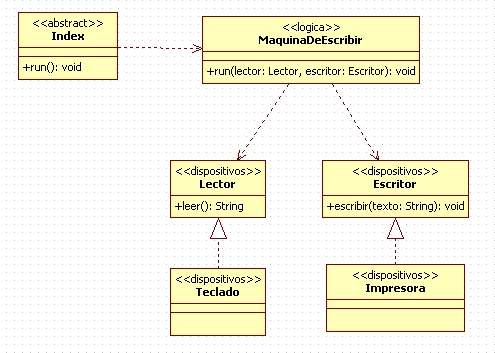 <<abstract>>
Index
+run(): void
<<logica>>
MaquinaDeEscribir
+run(lector: Lector, escritor: Escritor): void
<<dispositivos>>
Lector
+leer(): String
<<dispositivos>>
Escritor
+escribir(texto: String): void
<<dispositivos>>
Teclado
<<dispositivos>>
Impresora